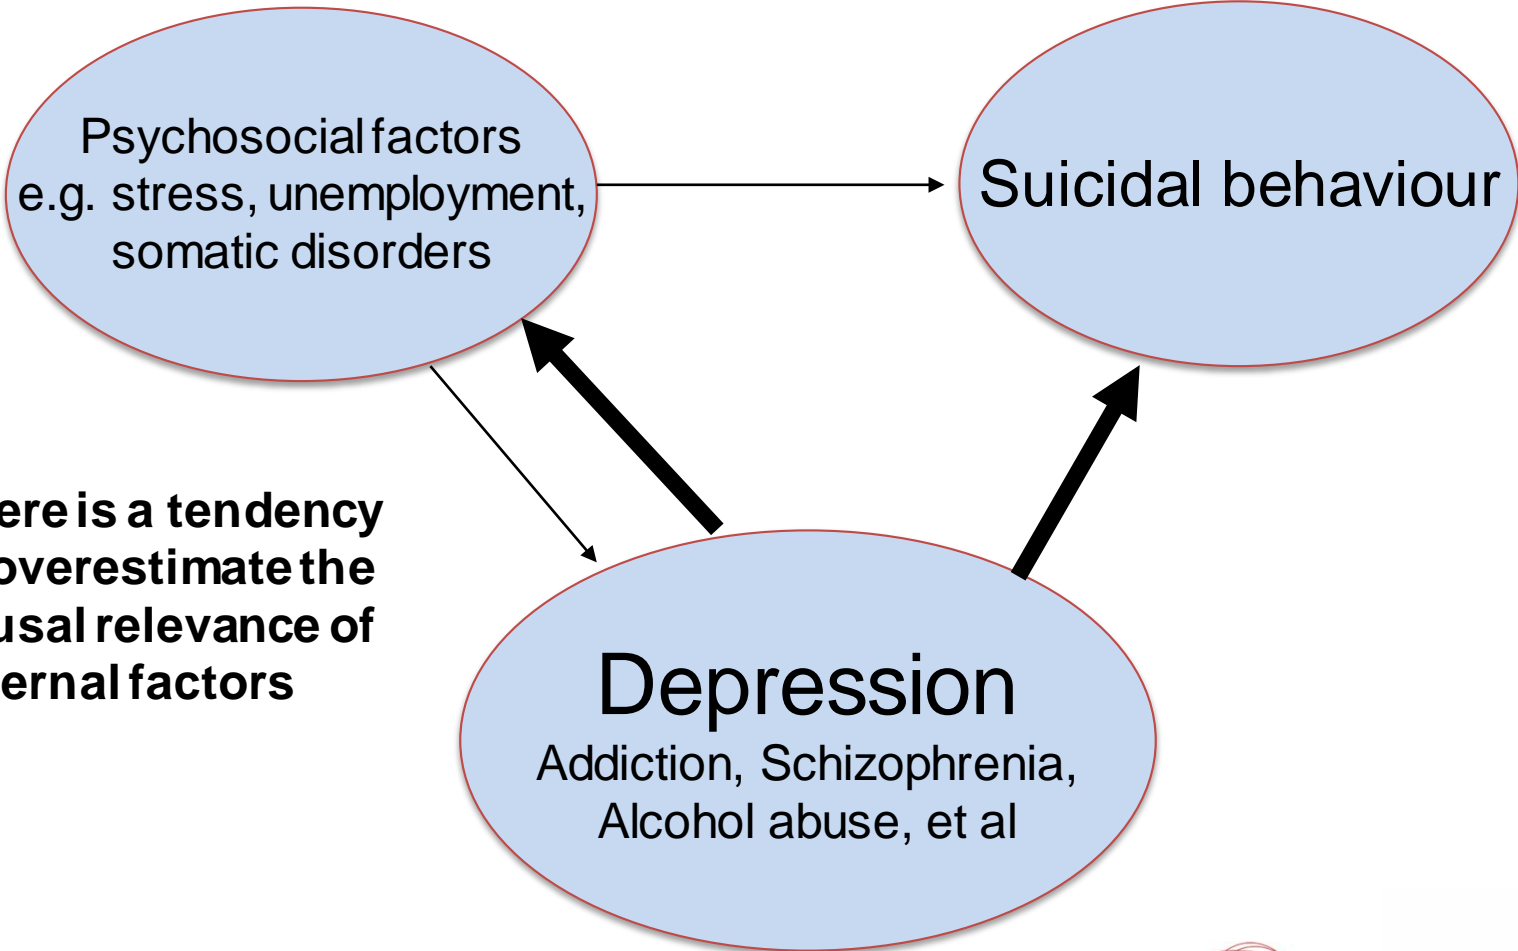 Psychosocial factors
e.g. stress, unemployment,
somatic disorders
Suicidal behaviour
ere is a tendency
overestimate the
usal relevance of
ernal factors
Depression
Addiction, Schizophrenia,
Alcohol abuse, et al